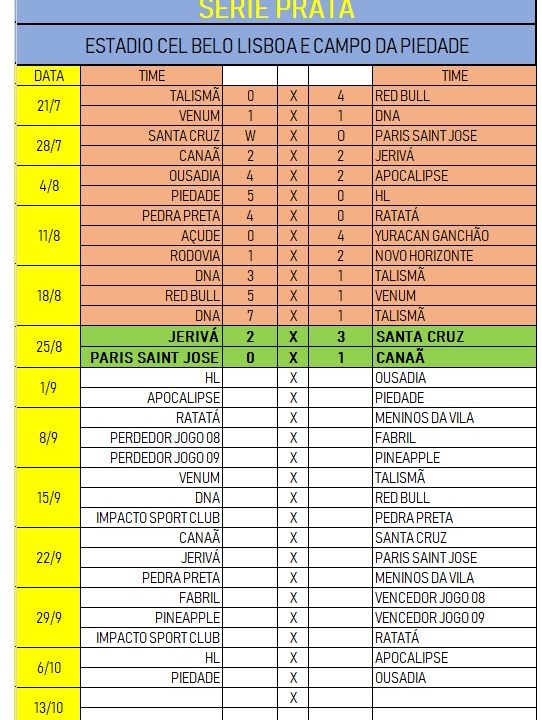 SÉRIE PRATA
ESTADIO CEL BELO LISBOA E CAMPO DA PIEDADE
DATA TIME TIME
21/7 TALISMÃ 0 X 4 RED BULL
VENUM 1 X 1 DNA
28/7 SANTA CRUZ W X O PARIS SAINT JOSE
CANAÃ 2 X 2 JERIVÁ
4/8 OUSADIA 4 X 2 APOCALIPSE
PIEDADE 5 X 0 HL
11/8 PEDRA PRETA 4 X 0 RATATÁ
AÇUDE 0 X 4 YURACAN GANCHÃO
RODOVIA 1 X 2 NOVO HORIZONTE
18/8 DNA 3 X 1 TALISMÃ
RED BULL 5 X 1 VENUM
DNA 7 X 1 TALISMÃ
25/8 JERIVÁ 2 X 3 SANTA CRUZ
PARIS SAINT JOSE 0 X 1 CANAÃ
1/9 HL X OUSADIA
APOCALIPSE X PIEDADE
8/9 RATATÁ X MENINOS DA VILA
PERDEDOR JOGO 08 X FABRIL
PERDEDOR JOGO 09 X PINEAPPLE
15/9 VENUM X TALISMÃ
DNA X RED BULL
IMPACTO SPORT CLUB X PEDRA PRETA
22/9 CANAÃ X SANTA CRUZ
JERIVÁ X PARIS SAINT JOSE
PEDRA PRETA X MENINOS DA VILA
29/9 FABRIL X VENCEDOR JOGO 08
PINEAPPLE X VENCEDOR JOGO 09
IMPACTO SPORT CLUB X RATATÁ
6/10 HL X APOCALIPSE
PIEDADE X OUSADIA
13/10 X